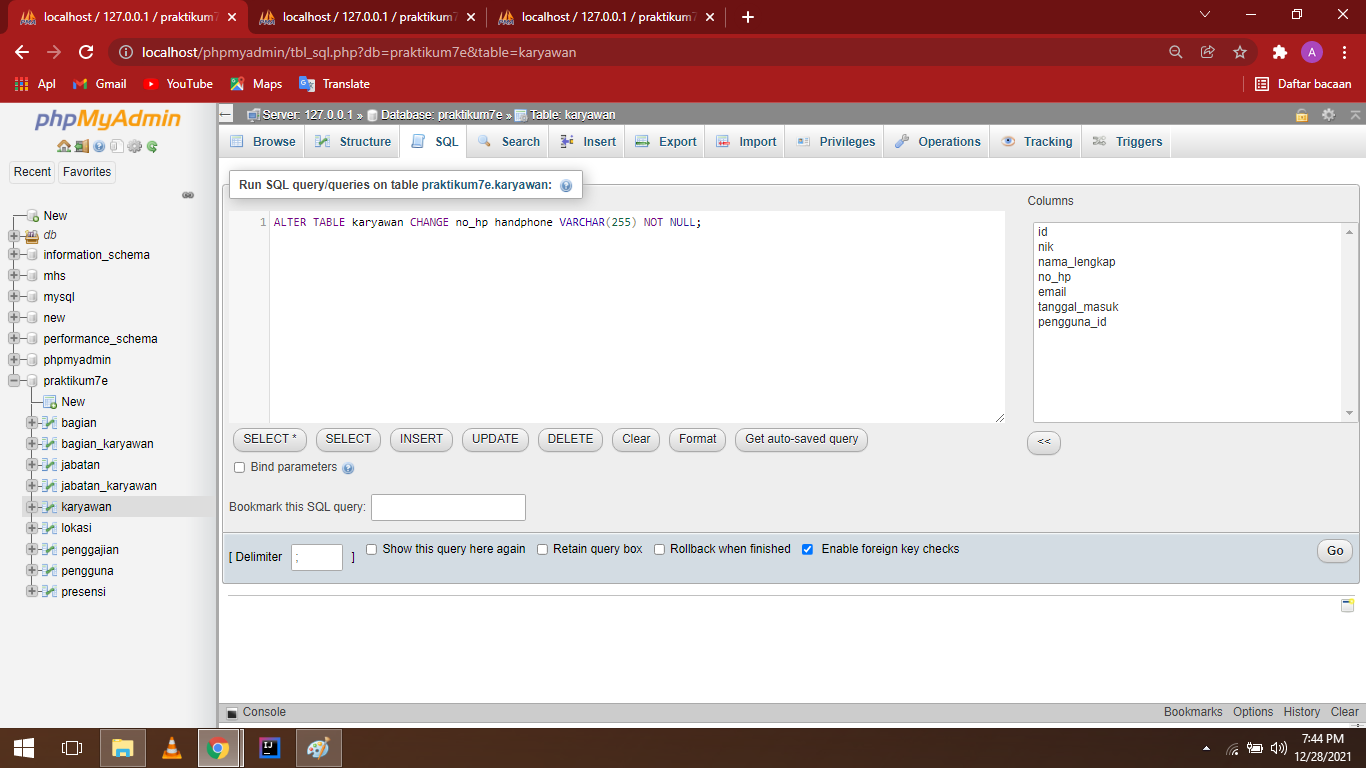 localhost / 127.0.0.1 / praktikum7 localhost / 127.0.0.1 / praktikum7 localhost / 127.0.0.1 / praktikum7
localhost/phpmyadmin/tbl_sql.php?db=praktikum7e&table=karyawan A
Apl Gmail YouTube Maps Translate Daftar bacaan
phpMyAdmin
Recent Favorites
New
db
information_schema
mhs
mysql
new
performance_schema
phpmyadmin
praktikum7e
New
bagian
bagian_karyawan
jabatan
jabatan_karyawan
karyawan
lokasi
penggajian
pengguna
presensi
Server: 127.0.0.1 » Database: praktikum7e » Table: karyawan
Browse Structure SQL Search Insert Export Import Privileges Operations Tracking Triggers
Run SQL query/queries on table praktikum7e.karyawan:
1 ALTER TABLE karyawan CHANGE no_hp handphone VARCHAR(255) NOT NULL;
Columns
id
nik
nama_lengkap
no_hp
email
tanggal_masuk
pengguna_id
<<
SELECT * SELECT INSERT UPDATE DELETE Clear Format Get auto-saved query
Bind parameters
Bookmark this SQL query:
[ Delimiter ; ] Show this query here again Retain query box Rollback when finished Enable foreign key checks Go
Console Bookmarks Options History Clear
7:44 PM
12/28/2021